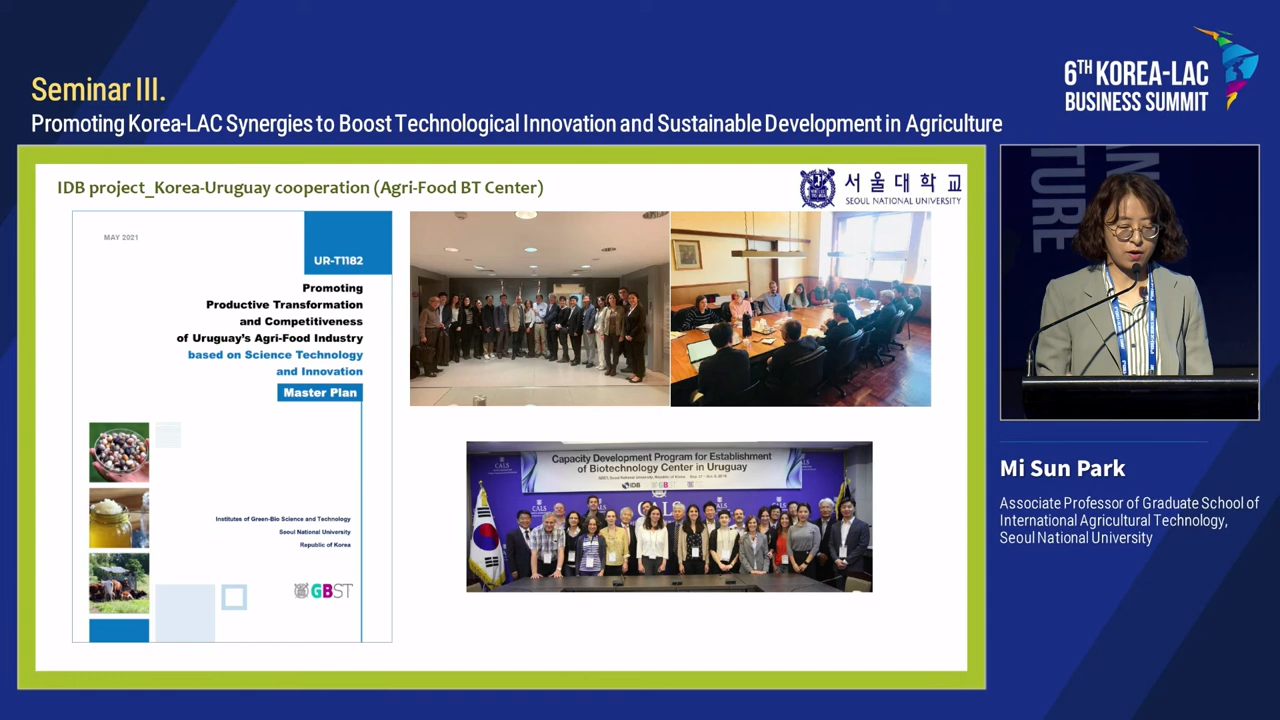 Seminar III.
Promoting Korea-LAC Synergies to Boost Technological Innovation and Sustainable Development in Agriculture
6TH KOREA-LAC
BUSINESS SUMMIT
IDB project_Korea-Uruguay cooperation (Agri-Food BT Center)
서울대학교
SEOUL NATIONAL UNIVERSITY
MAY 2021
UR-T1182
Promoting
Productive Transformation
and Competitiveness
of Uruguay's Agri-Food Industry
based on Science Technology
and Innovation
Master Plan
Institutes of Green-Bio Science and Technology
Seoul National University
Republic of Korea
GBST
CALS
Capacity Development Program for Establishment
of Biotechnology Center in Uruguay
IDB
CALS
CALS
TURE
Mi Sun Park
Associate Professor of Graduate School of
International Agricultural Technology,
Seoul National University